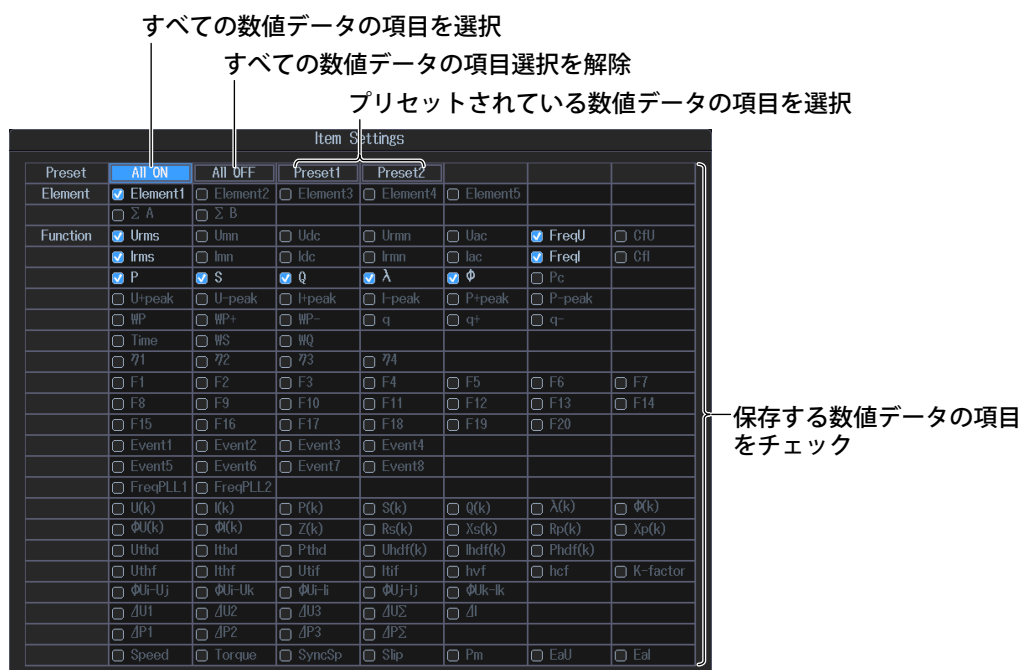 すべての数値データの項目を選択
すべての数値データの項目選択を解除
プリセットされている数値データの項目を選択
Item Settings
Preset All ON All OFF Preset1 Preset2
Element Element1 Element2 Element3 Element4 Element5
Σ A Σ B
Function Urms Umn Udc Urmn Uac FreqU CfU
Irms Imn Idc Irmn Iac FreqI CfI
P S Q λ Φ Pc
U+peak U-peak I+peak I-peak P+peak P-peak
WP WP+ WP- q q+ q-
Time WS WQ
η1 η2 η3 η4
F1 F2 F3 F4 F5 F6 F7
F8 F9 F10 F11 F12 F13 F14
F15 F16 F17 F18 F19 F20
Event1 Event2 Event3 Event4
Event5 Event6 Event7 Event8
FreqPLL1 FreqPLL2
U(k) I(k) P(k) S(k) Q(k) λ(k) Φ(k)
ΦU(k) ΦI(k) Z(k) Rs(k) Xs(k) Rp(k) Xp(k)
Uthd Ithd Pthd Uhdf(k) Ihdf(k) Phdf(k)
Uthf Ithf Utif Itif hvf hcf K-factor
ΦUi-Uj ΦUi-Uk ΦUi-Ii ΦUj-Ij ΦUk-Ik
ΔU1 ΔU2 ΔU3 ΔUΣ ΔI
ΔP1 ΔP2 ΔP3 ΔPΣ
Speed Torque SyncSp Slip Pm EaU EaI
保存する数値データの項目
をチェック